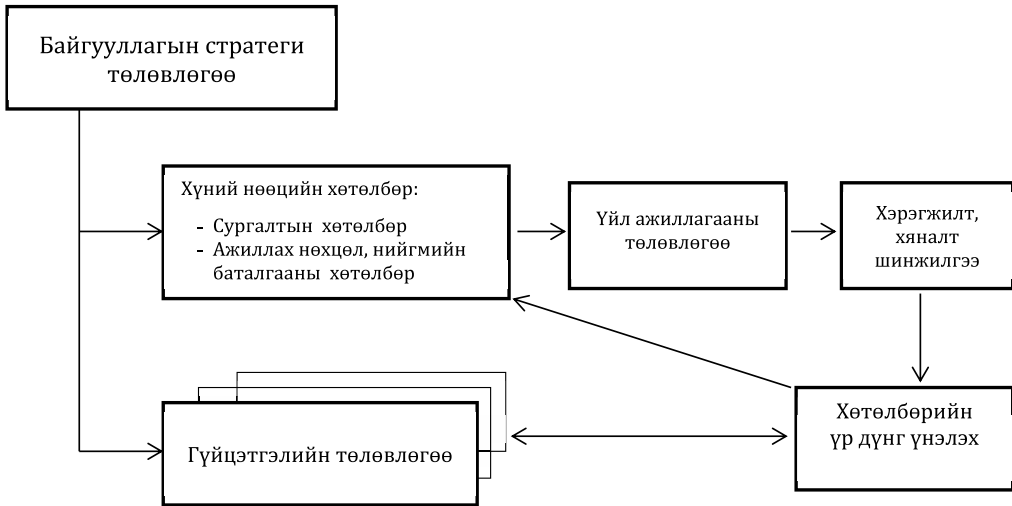 Байгууллагын стратеги
төлөвлөгөө
Хүний нөөцийн хөтөлбөр:
- Сургалтын хөтөлбөр
- Ажиллах нөхцөл, нийгмийн
баталгааны хөтөлбөр
Үйл ажиллагааны
төлөвлөгөө
Хэрэгжилт,
хяналт
шинжилгээ
Гүйцэтгэлийн төлөвлөгөө
Хөтөлбөрийн
үр дүнг үнэлэх